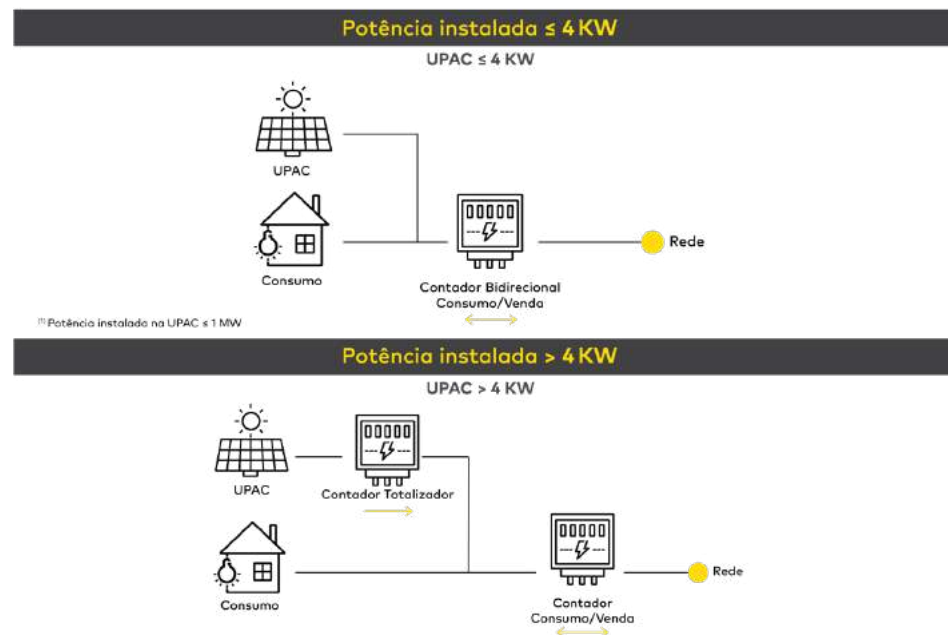 Potência instalada ≤ 4 KW
UPAC ≤ 4 KW
UPAC
Consumo
Contador Bidirecional
Consumo/Venda
Rede
(1) Potência instalada na UPAC ≤ 1 MW
Potência instalada > 4 KW
UPAC > 4 KW
UPAC
Contador Totalizador
Consumo
Contador
Consumo/Venda
Rede